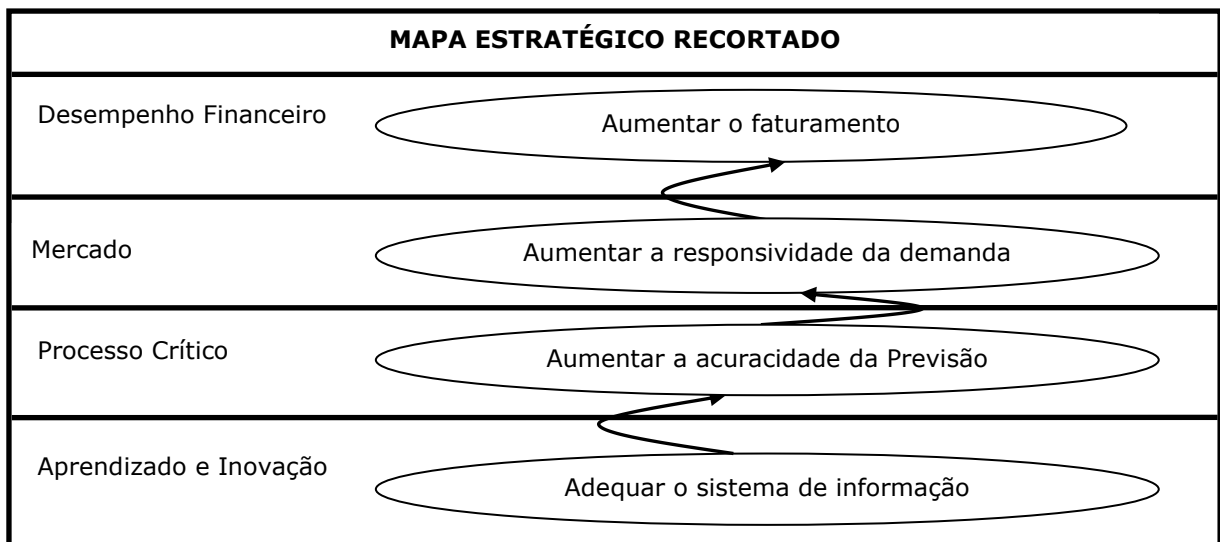 MAPA ESTRATÉGICO RECORTADO
Desempenho Financeiro
Aumentar o faturamento
Mercado
Aumentar a responsividade da demanda
Processo Crítico
Aumentar a acuracidade da Previsão
Aprendizado e Inovação
Adequar o sistema de informação